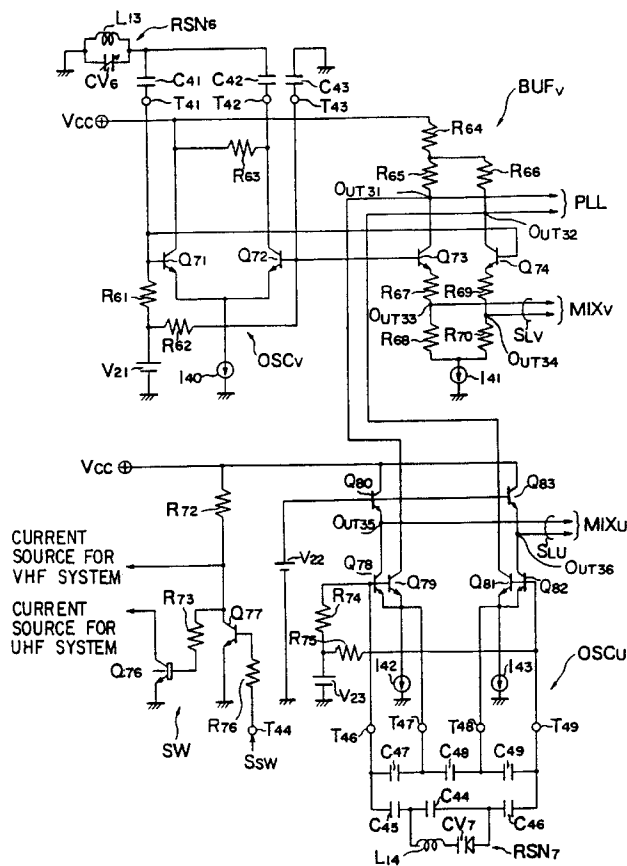 L13
RSN6
CV6
C41
C42
C43
T41
T42
T43
BUFV
VCC
R64
R63
R65
R66
OUT31
PLL
OUT32
Q71
Q72
Q73
Q74
R61
R67
R69
OUT33
MIXV
R62
R68
R70
SLV
V21
OSCV
OUT34
I40
I41
VCC
Q80
Q83
R72
OUT35
MIXU
CURRENT
SOURCE FOR
VHF SYSTEM
V22
SLU
OUT36
Q78
Q79
Q81
Q82
CURRENT
SOURCE FOR
UHF SYSTEM
R73
Q77
R74
R75
Q76
I42
I43
OSCU
V23
R76
SW
T44
SSW
T46
T47
T48
T49
C47
C48
C49
C44
C45
CV7
C46
L14
RSN7